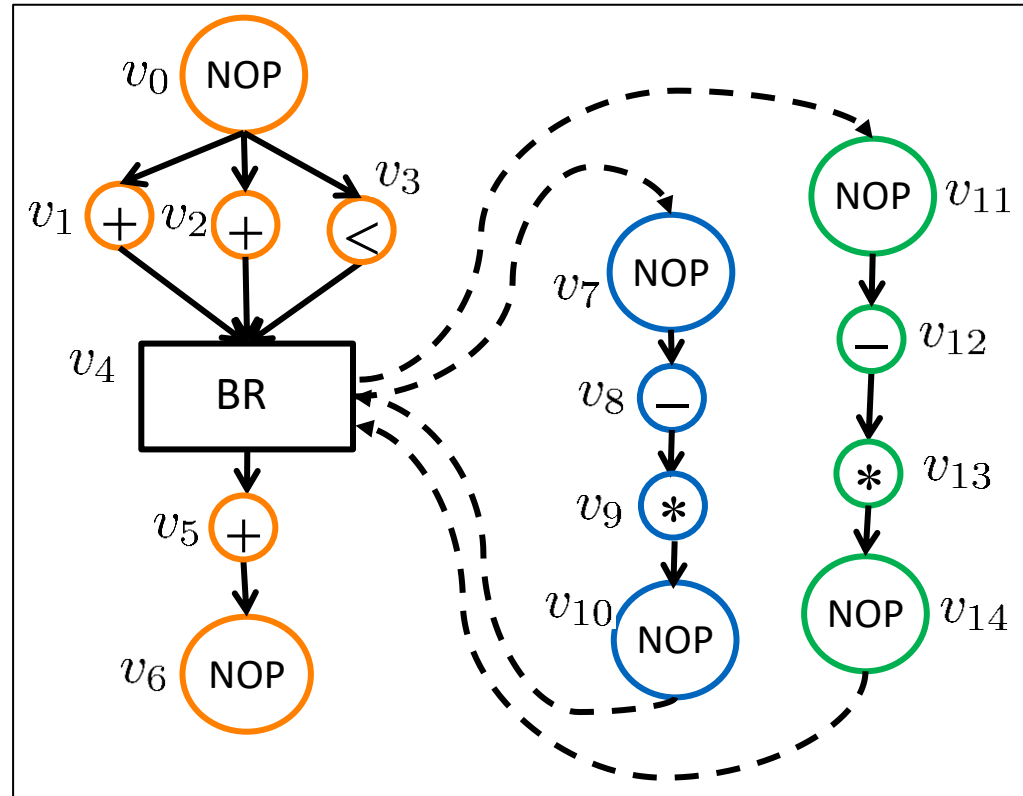 v₀ NOP
v₁ +
v₂ +
v₃ <
v₄ BR
v₅ +
v₆ NOP
v₇ NOP
v₈ −
v₉ *
v₁₀ NOP
v₁₁ NOP
v₁₂ −
v₁₃ *
v₁₄ NOP